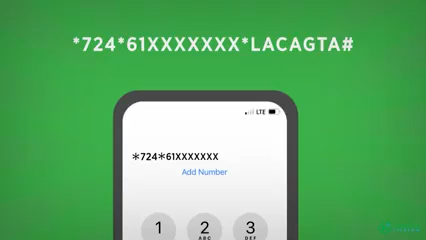 *724*61XXXXXXX*LACAGTA#
LTE
*724*61XXXXXXX
Add Number
1
2
ABC
3
DEF